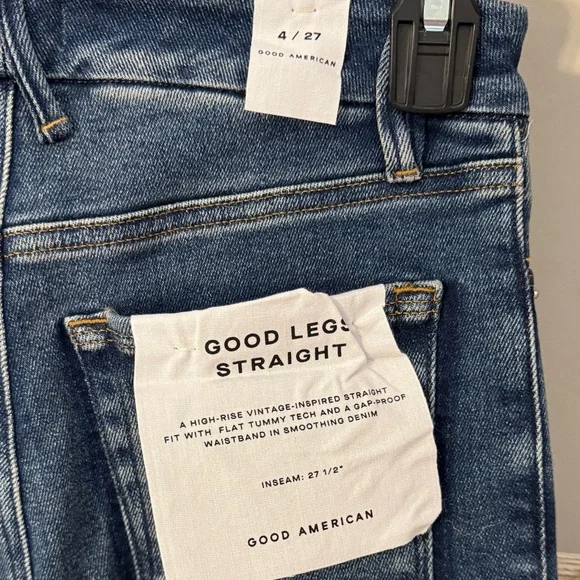 4 / 27
GOOD AMERICAN
GOOD LEGS
STRAIGHT
A HIGH-RISE VINTAGE-INSPIRED STRAIGHT
FIT WITH FLAT TUMMY TECH AND A GAP-PROOF
WAISTBAND IN SMOOTHING DENIM
INSEAM: 27 1/2"
GOOD AMERICAN